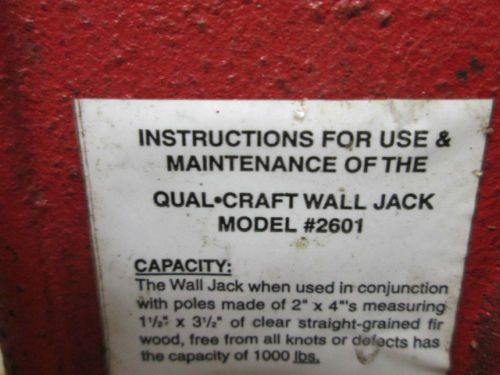 INSTRUCTIONS FOR USE &
MAINTENANCE OF THE
QUAL•CRAFT WALL JACK
MODEL #2601
CAPACITY:
The Wall Jack when used in conjunction
with poles made of 2" x 4"'s measuring
1½" x 3½" of clear straight-grained fir
wood, free from all knots or defects has
the capacity of 1000 lbs.